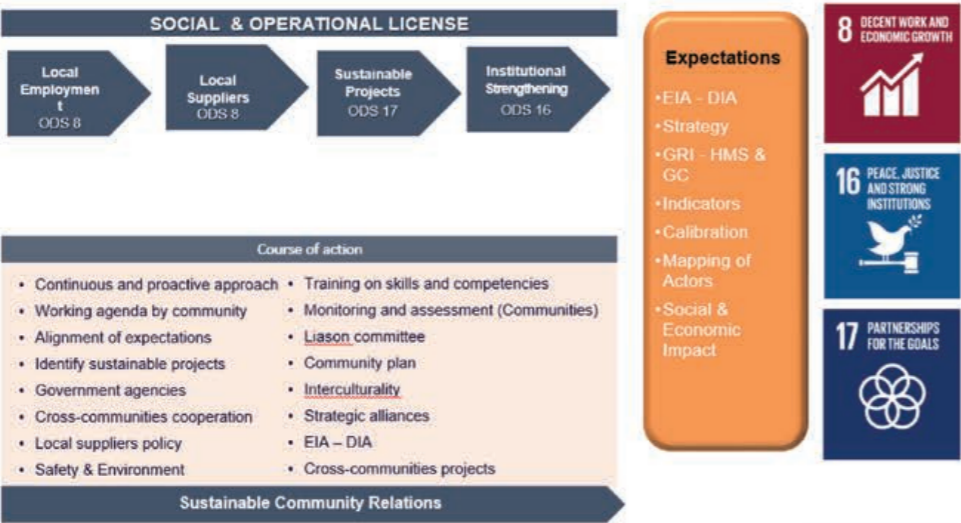 SOCIAL & OPERATIONAL LICENSE
Local
Employmen
t
ODS 8
Local
Suppliers
ODS 8
Sustainable
Projects
ODS 17
Institutional
Strengthening
ODS 16
Course of action
• Continuous and proactive approach
• Working agenda by community
• Alignment of expectations
• Identify sustainable projects
• Government agencies
• Cross-communities cooperation
• Local suppliers policy
• Safety & Environment
• Training on skills and competencies
• Monitoring and assessment (Communities)
• Liason committee
• Community plan
• Interculturality
• Strategic alliances
• EIA – DIA
• Cross-communities projects
Sustainable Community Relations
Expectations
•EIA - DIA
•Strategy
•GRI - HMS &
GC
•Indicators
•Calibration
•Mapping of
Actors
•Social &
Economic
Impact
8 DECENT WORK AND
ECONOMIC GROWTH
16 PEACE, JUSTICE
AND STRONG
INSTITUTIONS
17 PARTNERSHIPS
FOR THE GOALS